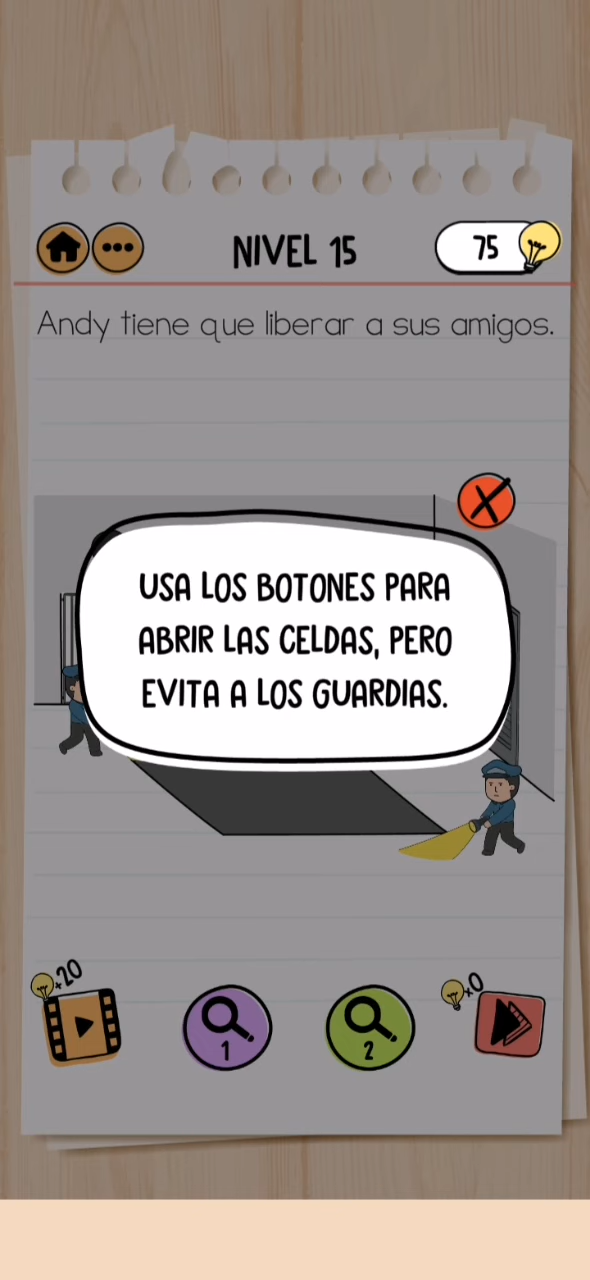 NIVEL 15
75
Andy tiene que liberar a sus amigos.
USA LOS BOTONES PARA
ABRIR LAS CELDAS, PERO
EVITA A LOS GUARDIAS.
+20
1
2
x0